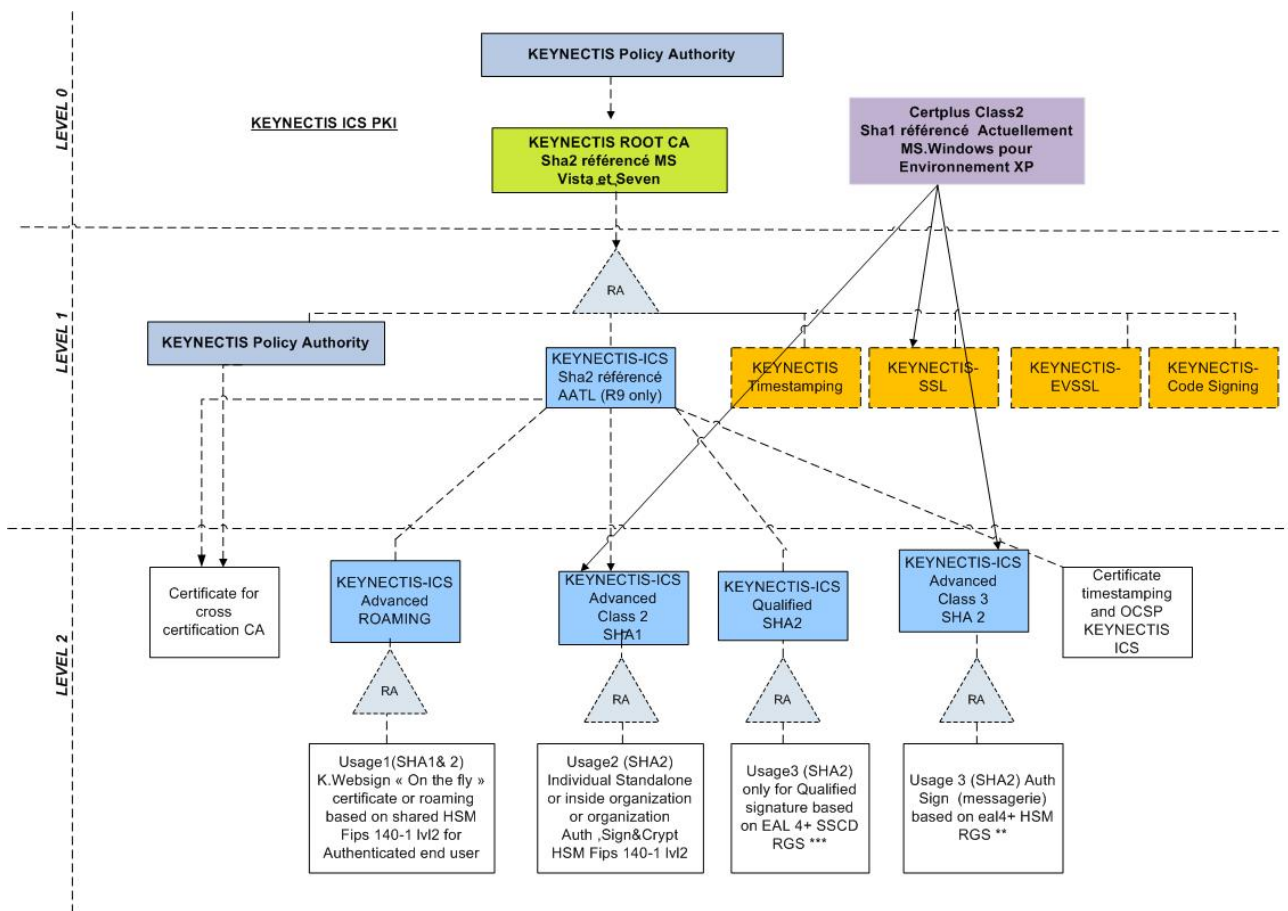 KEYNECTIS Policy Authority
LEVEL 0
KEYNECTIS ICS PKI
KEYNECTIS ROOT CA
Sha2 référencé MS
Vista et Seven
Certplus Class2
Sha1 référencé Actuellement
MS.Windows pour
Environnement XP
LEVEL 1
RA
KEYNECTIS Policy Authority
KEYNECTIS-ICS
Sha2 référencé
AATL (R9 only)
KEYNECTIS
Timestamping
KEYNECTIS-
SSL
KEYNECTIS-
EVSSL
KEYNECTIS-
Code Signing
LEVEL 2
Certificate for
cross
certification CA
KEYNECTIS-ICS
Advanced
ROAMING
KEYNECTIS-ICS
Advanced
Class 2
SHA1
KEYNECTIS-ICS
Qualified
SHA2
KEYNECTIS-ICS
Advanced
Class 3
SHA 2
Certificate
timestamping
and OCSP
KEYNECTIS
ICS
RA
RA
RA
RA
Usage1(SHA1& 2)
K.Websign « On the fly »
certificate or roaming
based on shared HSM
Fips 140-1 lvl2 for
Authenticated end user
Usage2 (SHA2)
Individual Standalone
or inside organization
or organization
Auth ,Sign&Crypt
HSM Fips 140-1 lvl2
Usage3 (SHA2)
only for Qualified
signature based
on EAL 4+ SSCD
RGS ***
Usage 3 (SHA2) Auth
Sign (messagerie)
based on eal4+ HSM
RGS **